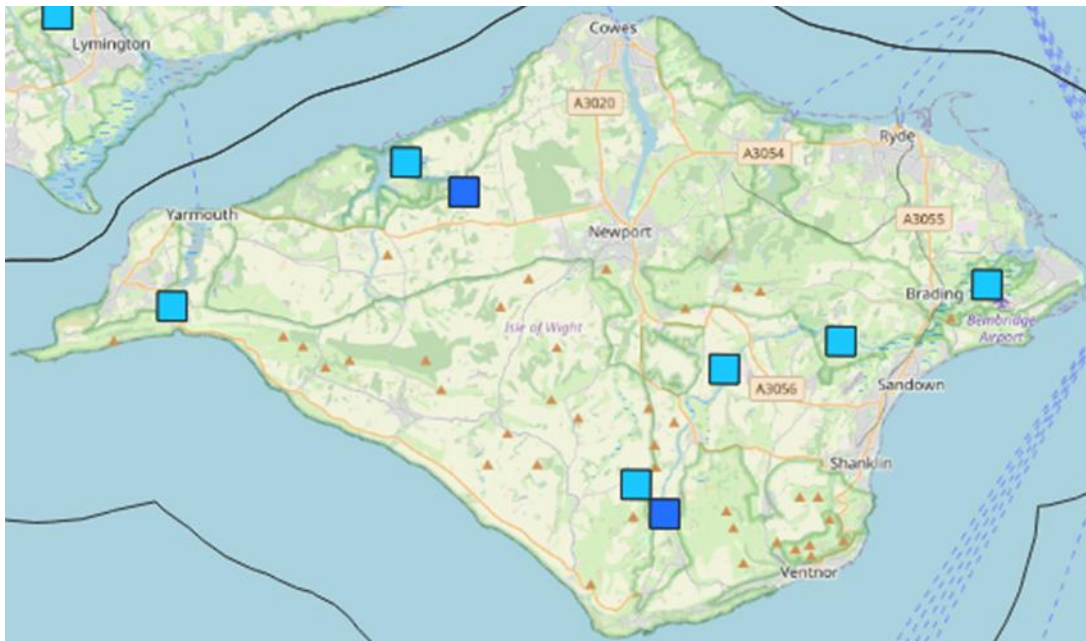 Cowes
Lymington
A3020
Ryde
A3054
Yarmouth
A3055
Newport
Brading
Isle of Wight
Bembridge
Airport
A3056
Sandown
Shanklin
Ventnor